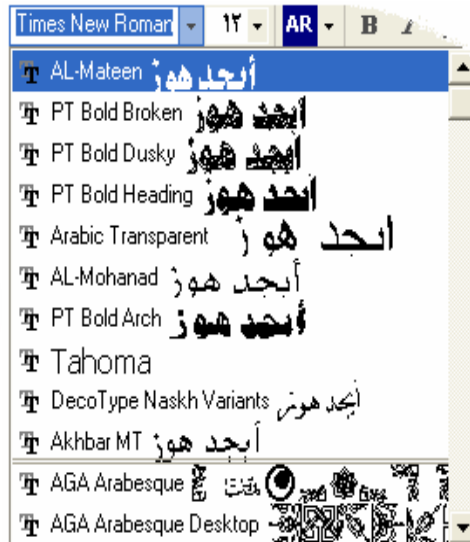 Times New Roman ١٢ AR B I
AL-Mateen أبجد هوز
PT Bold Broken أبجد هوز
PT Bold Dusky أبجد هوز
PT Bold Heading أبجد هوز
Arabic Transparent ابجد هوز
AL-Mohanad أبجد هوز
PT Bold Arch أبجد هوز
Tahoma
DecoType Naskh Variants أبجد هوز
Akhbar MT أبجد هوز
AGA Arabesque
AGA Arabesque Desktop